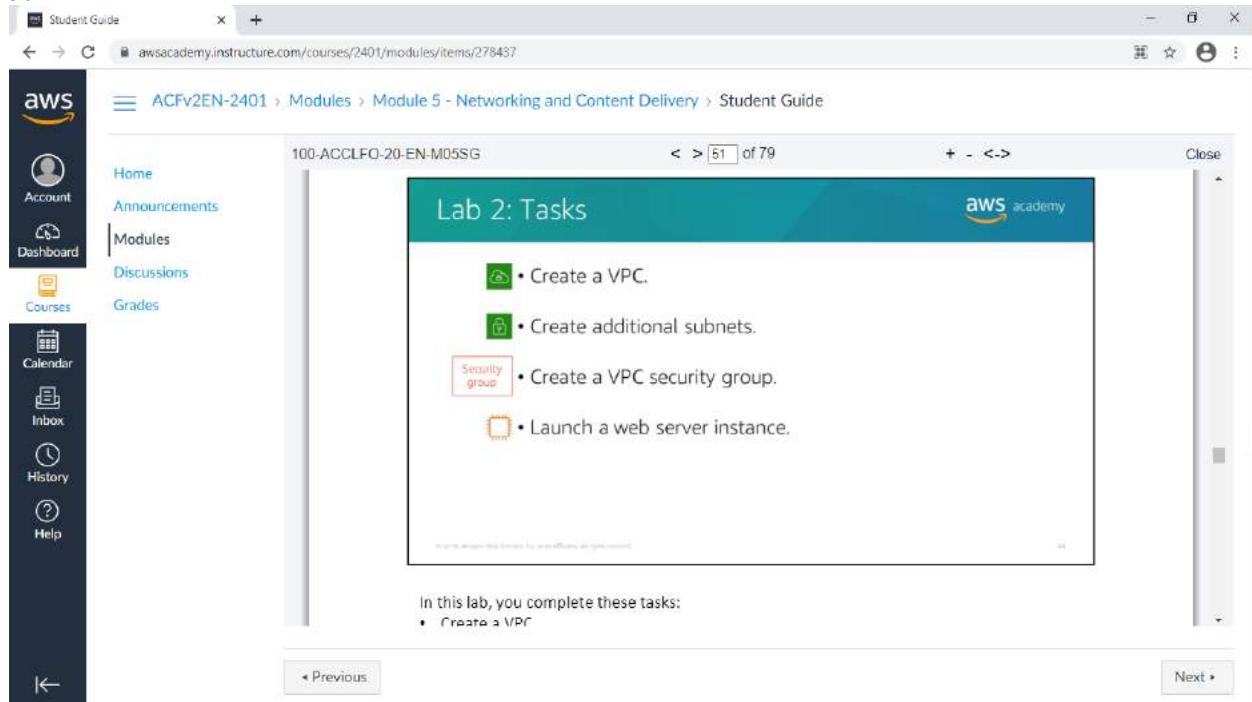 Student Guide
awsacademy.instructure.com/courses/2401/modules/items/278437
aws
ACFv2EN-2401 › Modules › Module 5 - Networking and Content Delivery › Student Guide
Account
Dashboard
Courses
Calendar
Inbox
History
Help
Home
Announcements
Modules
Discussions
Grades
100-ACCLFO-20-EN-M05SG < > 51 of 79 + - <-> Close
Lab 2: Tasks
aws academy
• Create a VPC.
• Create additional subnets.
Security group
• Create a VPC security group.
• Launch a web server instance.
In this lab, you complete these tasks:
• Create a VPC
◂ Previous
Next ▸